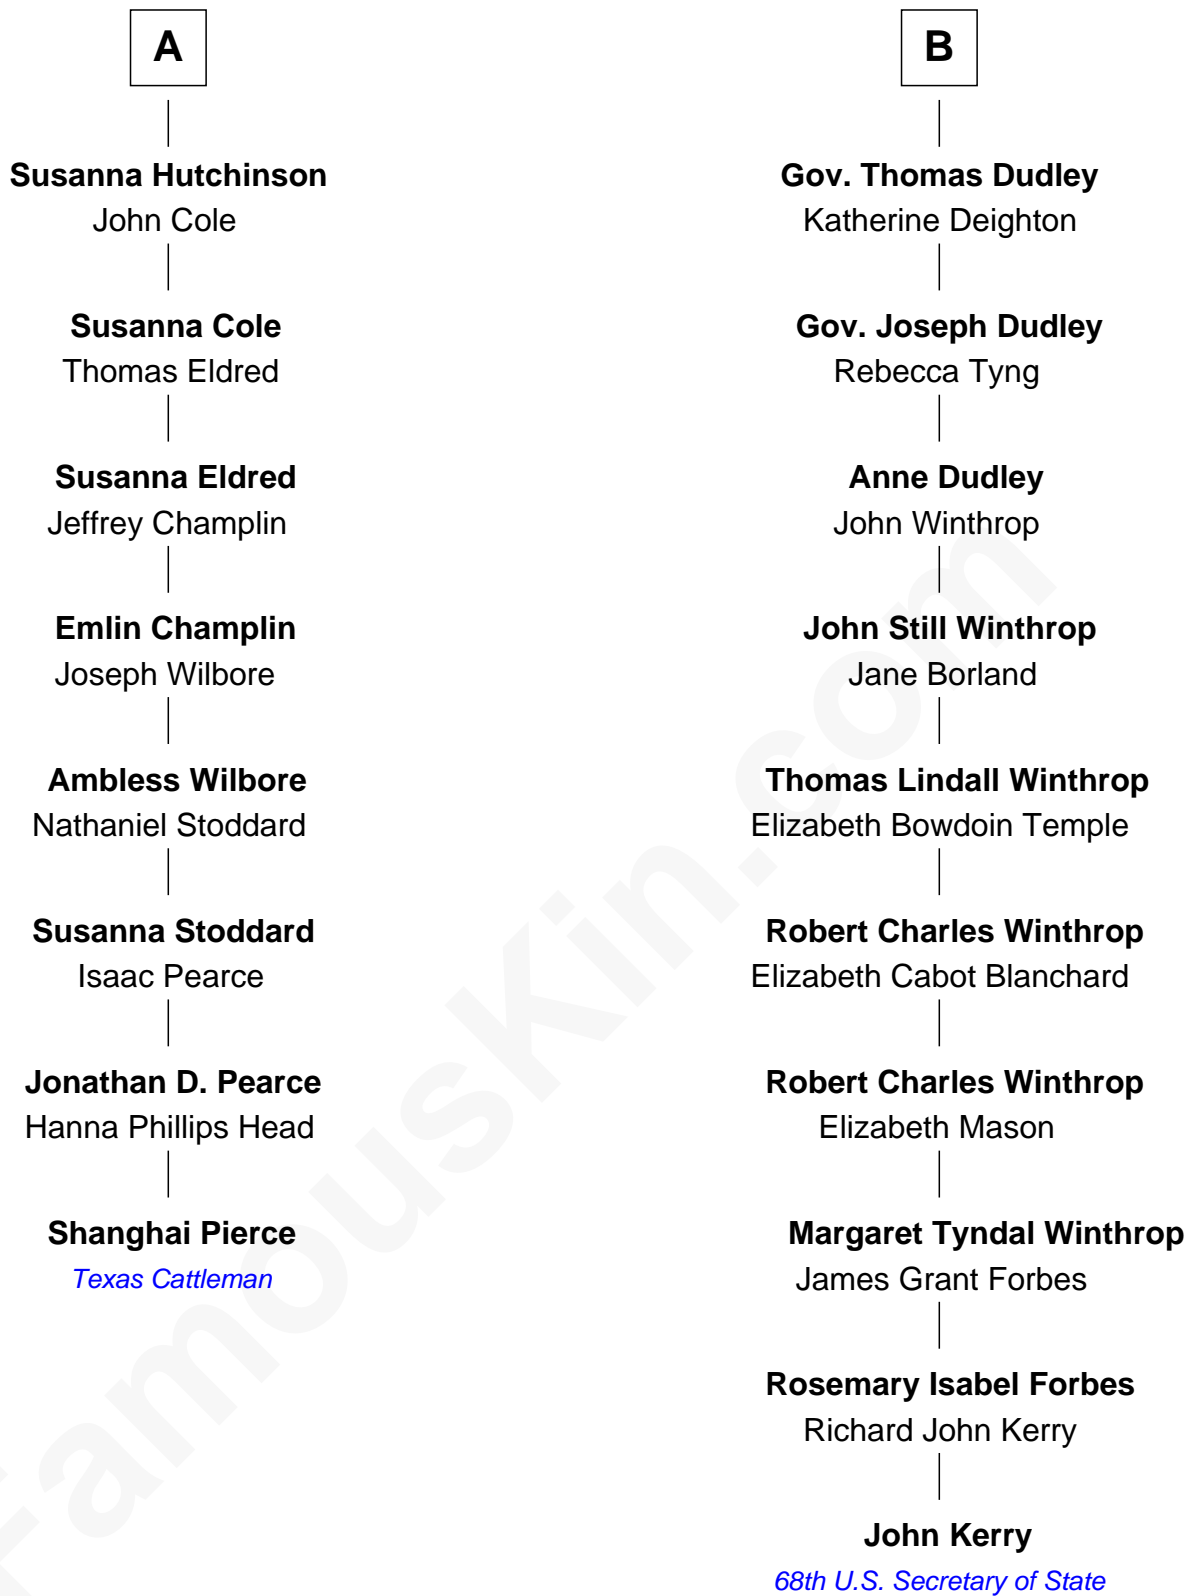 A
Susanna Hutchinson
John Cole
Susanna Cole
Thomas Eldred
Susanna Eldred
Jeffrey Champlin
Emlin Champlin
Joseph Wilbore
Ambless Wilbore
Nathaniel Stoddard
Susanna Stoddard
Isaac Pearce
Jonathan D. Pearce
Hanna Phillips Head
Shanghai Pierce
Texas Cattleman
B
Gov. Thomas Dudley
Katherine Deighton
Gov. Joseph Dudley
Rebecca Tyng
Anne Dudley
John Winthrop
John Still Winthrop
Jane Borland
Thomas Lindall Winthrop
Elizabeth Bowdoin Temple
Robert Charles Winthrop
Elizabeth Cabot Blanchard
Robert Charles Winthrop
Elizabeth Mason
Margaret Tyndal Winthrop
James Grant Forbes
Rosemary Isabel Forbes
Richard John Kerry
John Kerry
68th U.S. Secretary of State
FamousKin.com